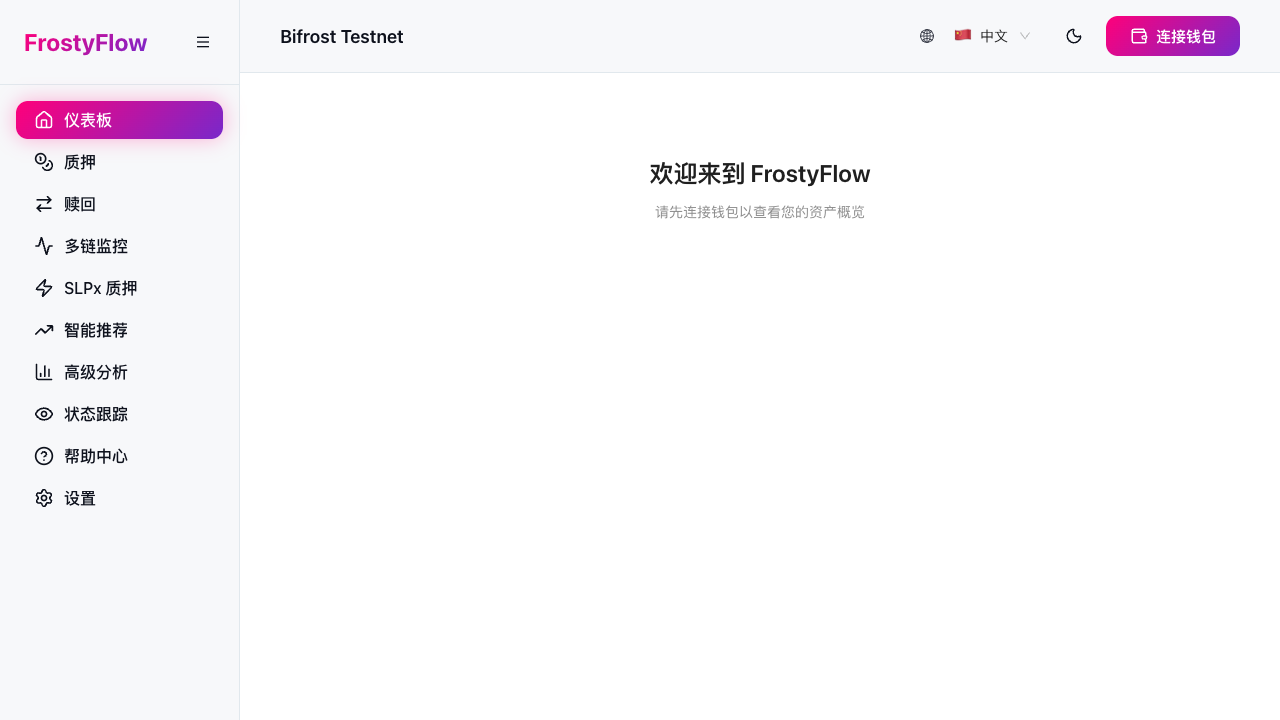 FrostyFlow
仪表板
质押
赎回
多链监控
SLPx 质押
智能推荐
高级分析
状态跟踪
帮助中心
设置
Bifrost Testnet
🇨🇳 中文
连接钱包
欢迎来到 FrostyFlow
请先连接钱包以查看您的资产概览